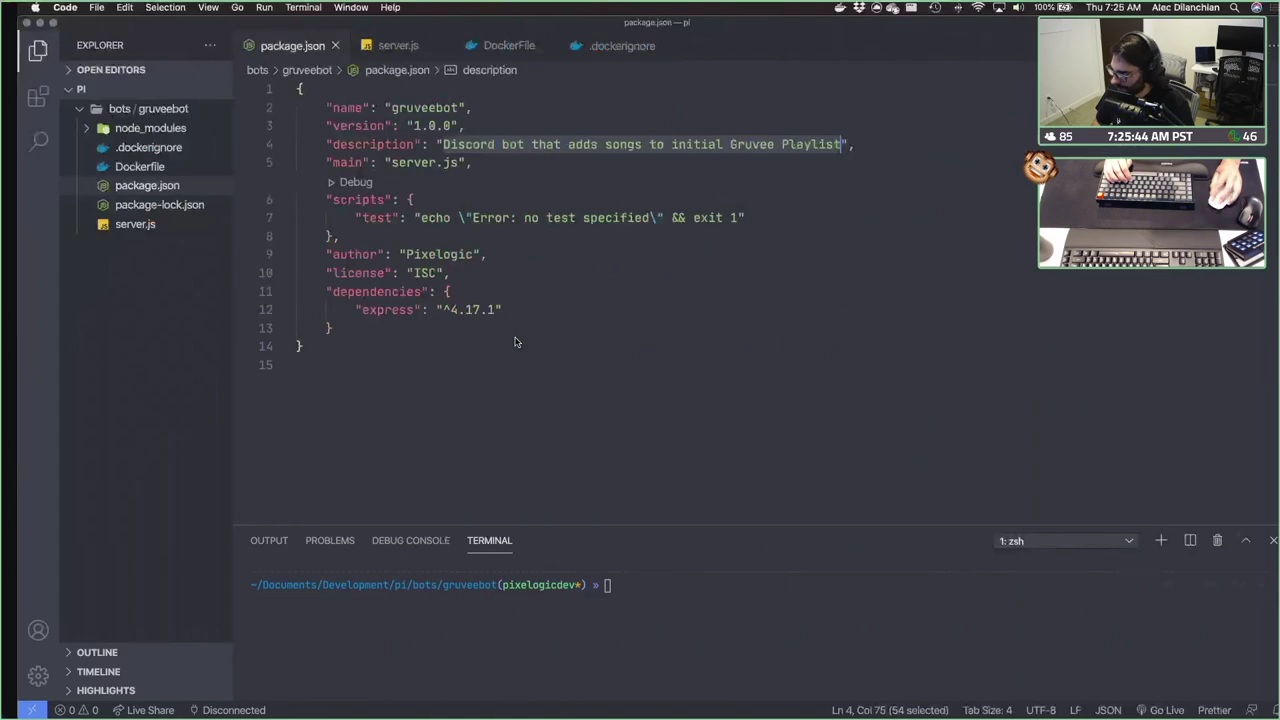 Code File Edit Selection View Go Run Terminal Window Help
100% Thu 7:25 AM Alec Dilanchian
package.json — pi
EXPLORER
OPEN EDITORS
PI
bots / gruveebot
node_modules
.dockerignore
Dockerfile
package.json
package-lock.json
server.js
OUTLINE
TIMELINE
HIGHLIGHTS
package.json
server.js
DockerFile
.dockerignore
bots > gruveebot > package.json > description
1 {
2 "name": "gruveebot",
3 "version": "1.0.0",
4 "description": "Discord bot that adds songs to initial Gruvee Playlist",
5 "main": "server.js",
Debug
6 "scripts": {
7 "test": "echo \"Error: no test specified\" && exit 1"
8 },
9 "author": "Pixelogic",
10 "license": "ISC",
11 "dependencies": {
12 "express": "^4.17.1"
13 }
14 }
15
85 7:25:44 AM PST 46
OUTPUT PROBLEMS DEBUG CONSOLE TERMINAL
1: zsh
~/Documents/Development/pi/bots/gruveebot(pixelogicdev*) »
0 0 Live Share Disconnected
Ln 4, Col 75 (54 selected) Tab Size: 4 UTF-8 LF JSON Go Live Prettier